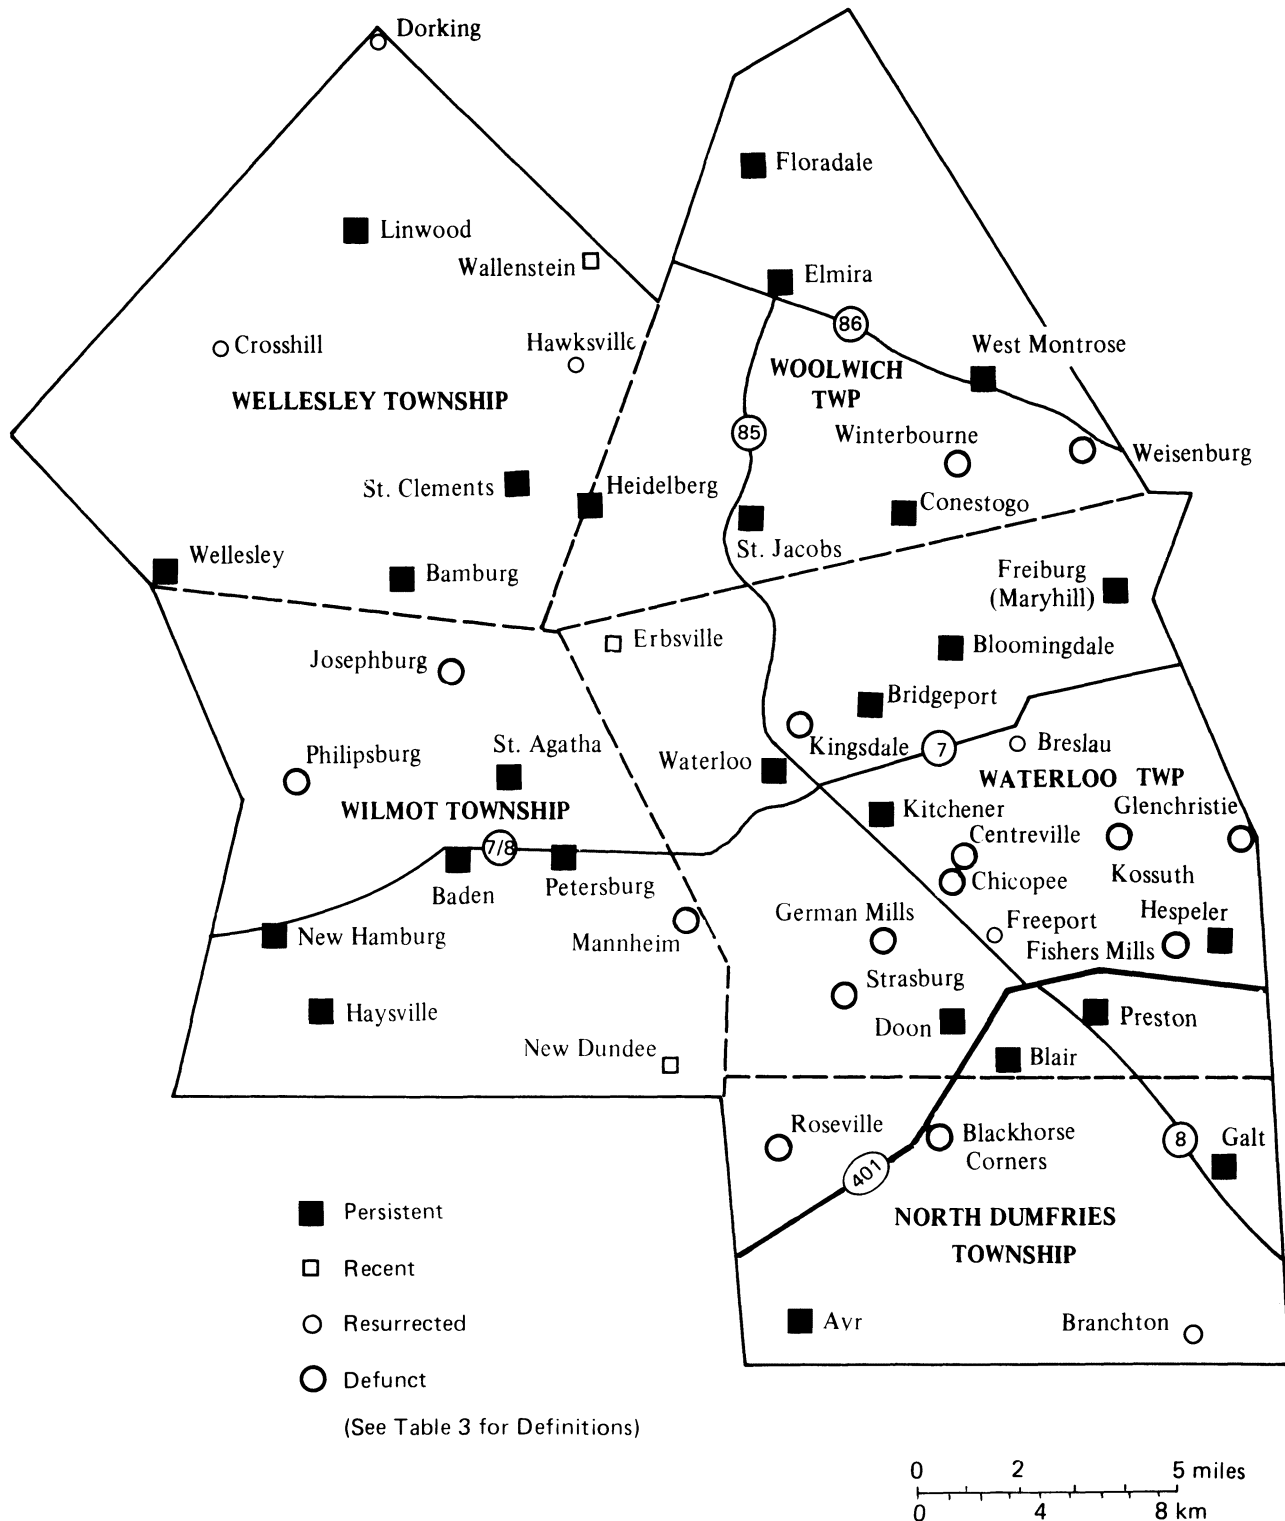 Dorking
Floradale
Linwood
Wallenstein
Elmira
86
Crosshill
Hawksville
West Montrose
WOOLWICH
TWP
WELLESLEY TOWNSHIP
85
Winterbourne
Weisenburg
St. Clements
Heidelberg
Conestogo
St. Jacobs
Wellesley
Bamburg
Freiburg
(Maryhill)
Erbsville
Bloomingdale
Josephburg
Bridgeport
Philipsburg
St. Agatha
Kingsdale
7
Breslau
Waterloo
WATERLOO TWP
WILMOT TOWNSHIP
Kitchener
Glenchristie
Centreville
7/8
Baden
Petersburg
Chicopee
Kossuth
German Mills
Freeport
Hespeler
New Hamburg
Mannheim
Fishers Mills
Strasburg
Haysville
Doon
Preston
New Dundee
Blair
Roseville
Blackhorse
Corners
8
Galt
401
NORTH DUMFRIES
TOWNSHIP
Avr
Branchton
Persistent
Recent
Resurrected
Defunct
(See Table 3 for Definitions)
0 2 5 miles
0 4 8 km